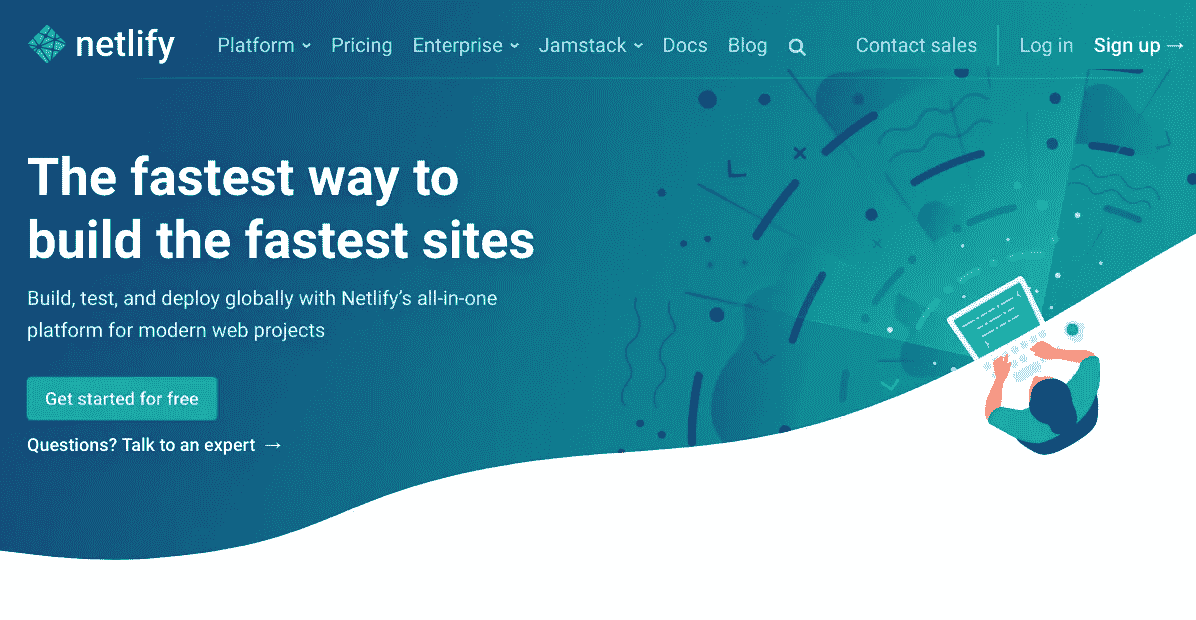 netlify
Platform Pricing Enterprise Jamstack Docs Blog Contact sales Log in Sign up →
The fastest way to
build the fastest sites
Build, test, and deploy globally with Netlify's all-in-one
platform for modern web projects
Get started for free
Questions? Talk to an expert →